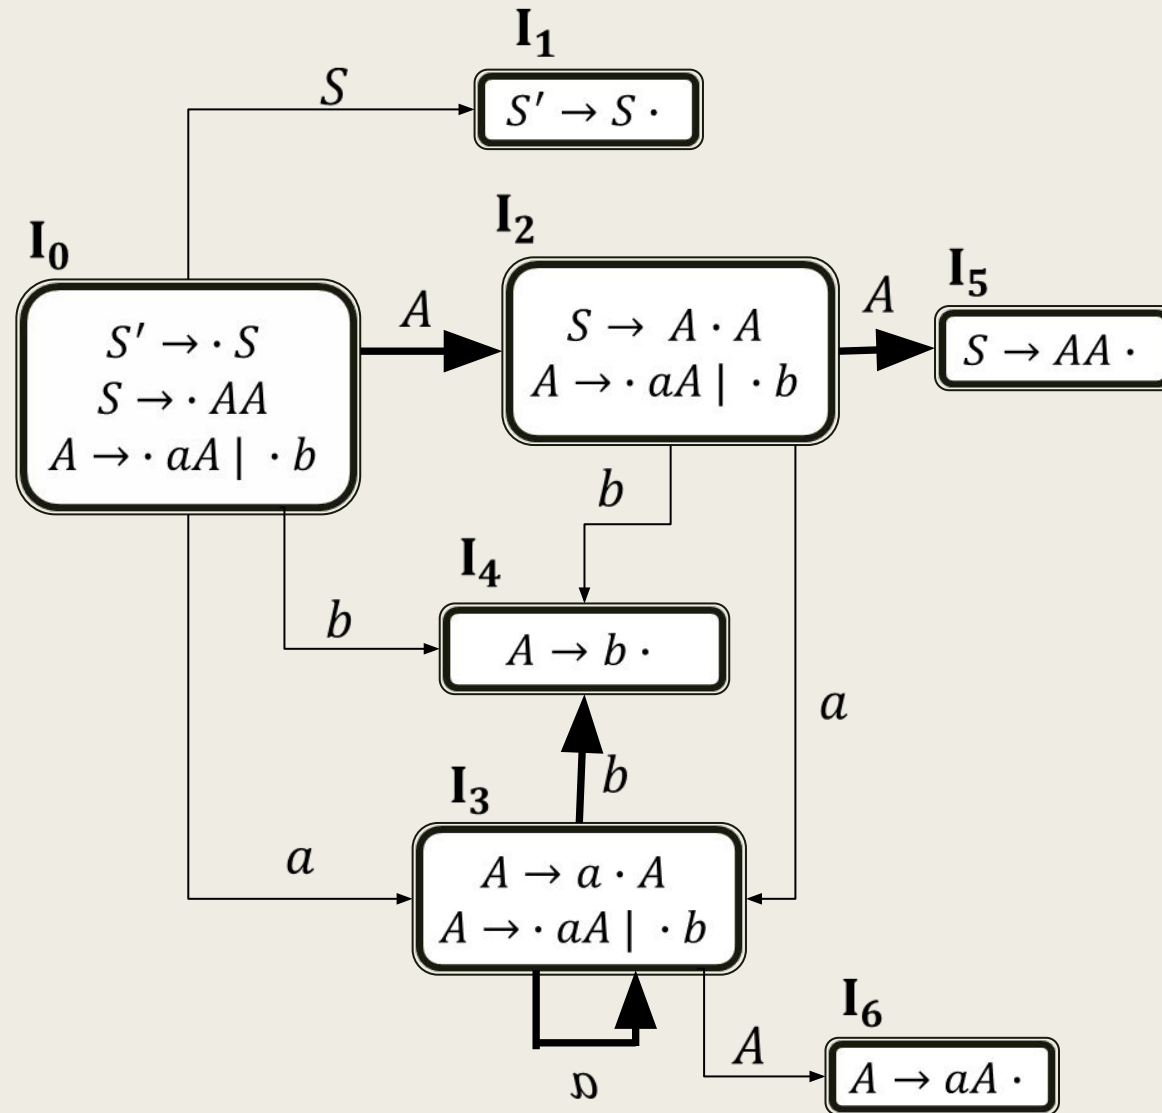 I₁
S
S′ → S ·
I₀
S′ → · S
S → · AA
A → · aA | · b
A
I₂
S → A · A
A → · aA | · b
A
I₅
S → AA ·
b
I₄
b
A → b ·
a
b
I₃
a
A → a · A
A → · aA | · b
a
A
I₆
A → aA ·